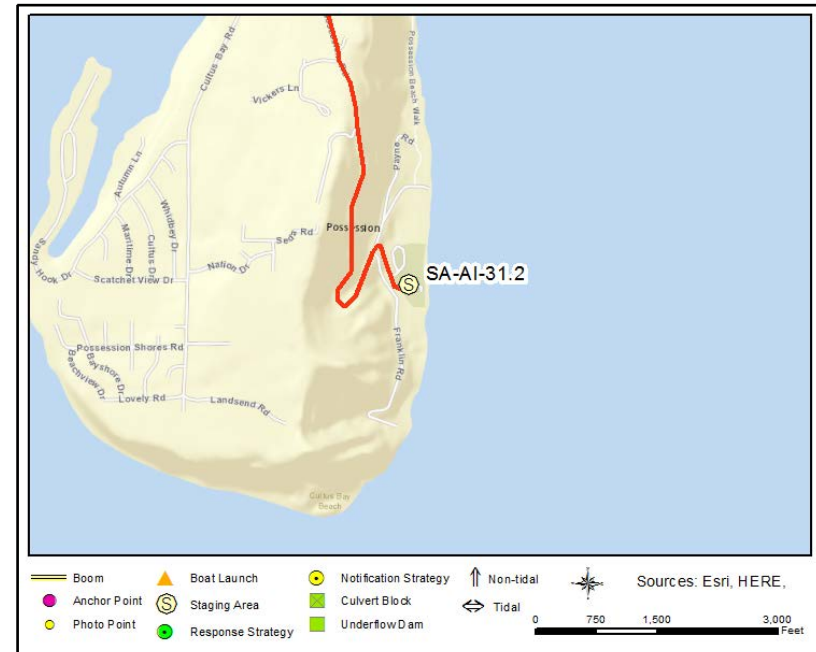 Cultus Bay Rd
Possession Beach Walk
Vickers Ln
Autumn Ln
Payne Rd
Whidbey Dr
Cultus Dr
Maritime Dr
Possession
Seds Rd
Sandy Hook Dr
Nation Dr
Scatchet View Dr
S
SA-AI-31.2
Franklin Rd
Possession Shores Rd
Bayshore Dr
Beachview Dr
Lovely Rd
Landsend Rd
Cultus Bay
Beach
Boom
Boat Launch
Notification Strategy
Non-tidal
Sources: Esri, HERE,
Anchor Point
S Staging Area
Culvert Block
Tidal
Photo Point
Response Strategy
Underflow Dam
0 750 1,500 3,000
Feet